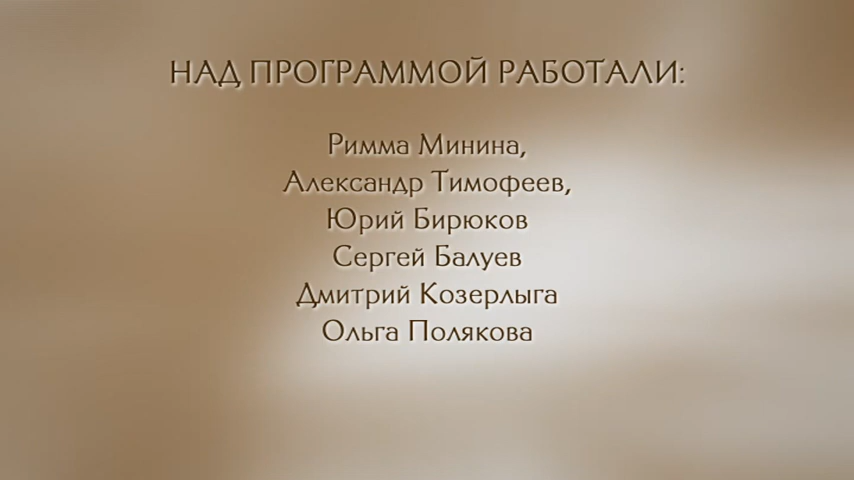 НАД ПРОГРАММОЙ РАБОТАЛИ:
Римма Минина,
Александр Тимофеев,
Юрий Бирюков
Сергей Балуев
Дмитрий Козерлыга
Ольга Полякова